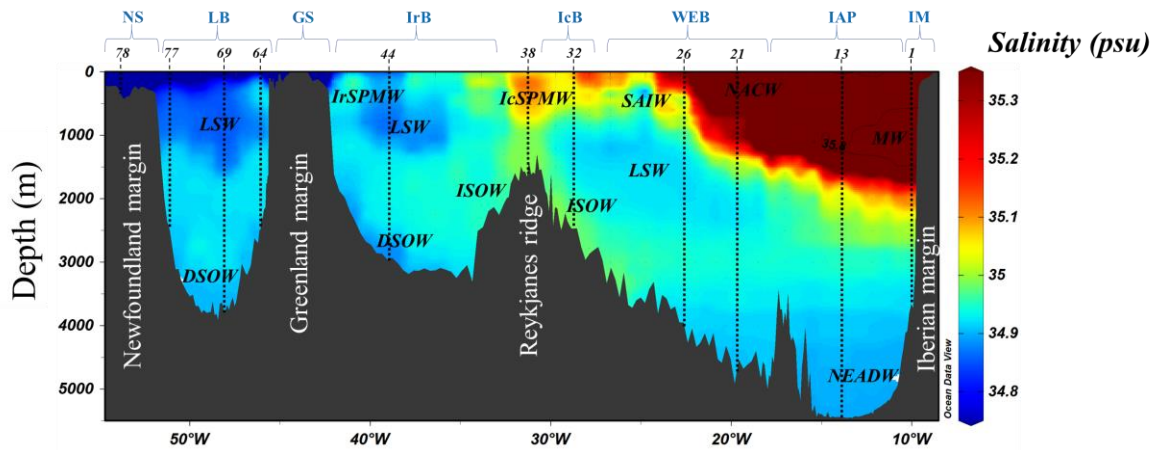 NS LB GS IrB IcB WEB IAP IM
78 77 69 64 44 38 32 26 21 13 1
Salinity (psu)
Depth (m)
0
1000
2000
3000
4000
5000
Newfoundland margin
Greenland margin
Reykjanes ridge
Iberian margin
IrSPMW IcSPMW SAIW NACW
LSW LSW MW
35.8
LSW
ISOW ISOW
DSOW DSOW
NEADW
Ocean Data View
35.3
35.2
35.1
35
34.9
34.8
50°W 40°W 30°W 20°W 10°W